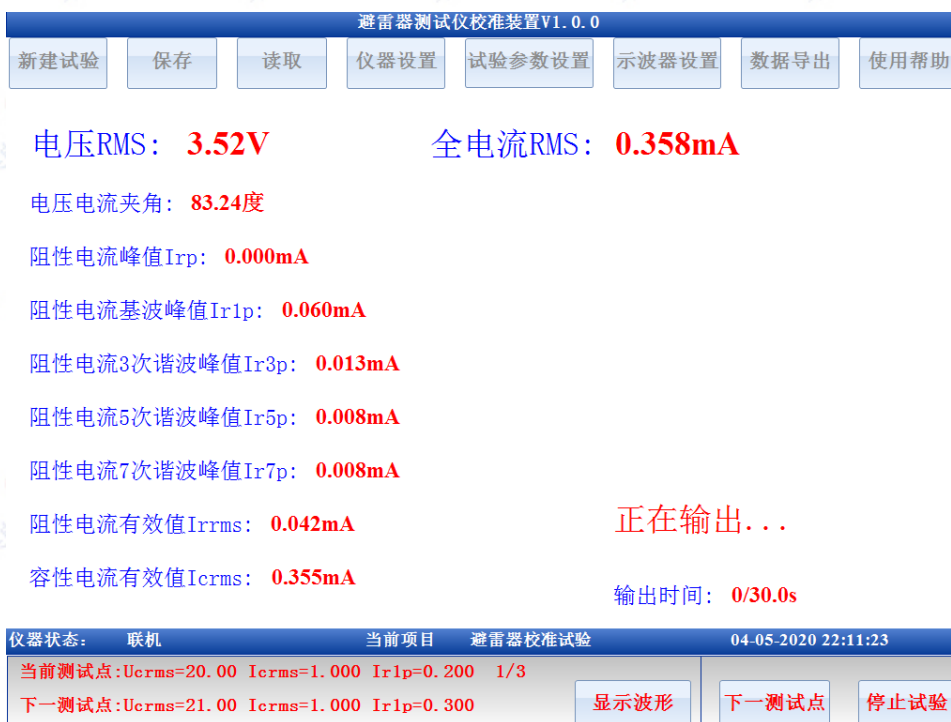 避雷器测试仪校准装置V1.0.0
新建试验 保存 读取 仪器设置 试验参数设置 示波器设置 数据导出 使用帮助
电压RMS: 3.52V 全电流RMS: 0.358mA
电压电流夹角: 83.24度
阻性电流峰值Irp: 0.000mA
阻性电流基波峰值Ir1p: 0.060mA
阻性电流3次谐波峰值Ir3p: 0.013mA
阻性电流5次谐波峰值Ir5p: 0.008mA
阻性电流7次谐波峰值Ir7p: 0.008mA
阻性电流有效值Irrms: 0.042mA
正在输出...
容性电流有效值Icrms: 0.355mA
输出时间: 0/30.0s
仪器状态: 联机 当前项目 避雷器校准试验 04-05-2020 22:11:23
当前测试点:Ucrms=20.00 Icrms=1.000 Ir1p=0.200 1/3
下一测试点:Ucrms=21.00 Icrms=1.000 Ir1p=0.300
显示波形 下一测试点 停止试验